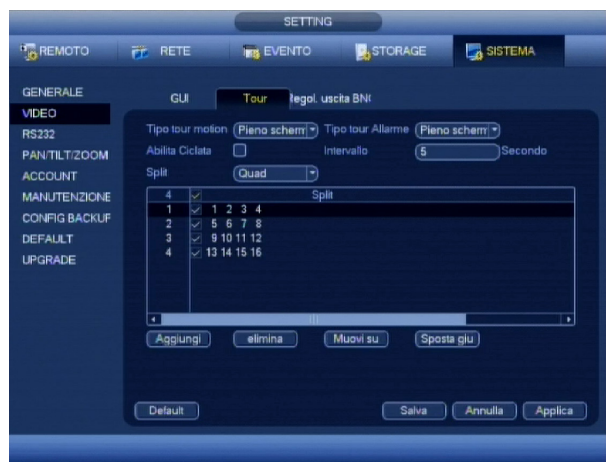 SETTING
REMOTO RETE EVENTO STORAGE SISTEMA
GENERALE
VIDEO
RS232
PAN/TILT/ZOOM
ACCOUNT
MANUTENZIONE
CONFIG BACKUP
DEFAULT
UPGRADE
GUI Tour Regol. uscita BNC
Tipo tour motion Pieno scherm Tipo tour Allarme Pieno scherm
Abilita Ciclata Intervallo 5 Secondo
Split Quad
4 Split
1 1 2 3 4
2 5 6 7 8
3 9 10 11 12
4 13 14 15 16
Aggiungi elimina Muovi su Sposta giu
Default Salva Annulla Applica